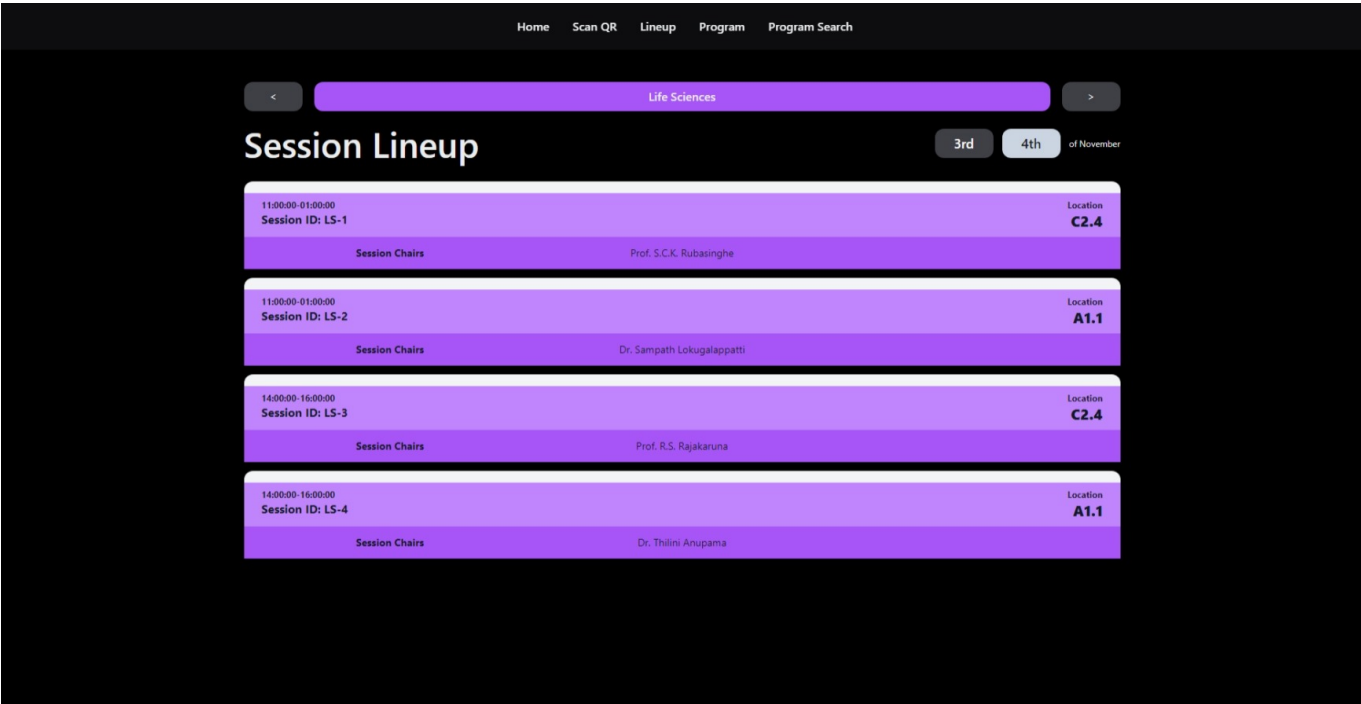 Home Scan QR Lineup Program Program Search
< Life Sciences >
Session Lineup 3rd 4th of November
11:00:00-01:00:00 Location
Session ID: LS-1 C2.4
Session Chairs Prof. S.C.K. Rubasinghe
11:00:00-01:00:00 Location
Session ID: LS-2 A1.1
Session Chairs Dr. Sampath Lokugalappatti
14:00:00-16:00:00 Location
Session ID: LS-3 C2.4
Session Chairs Prof. R.S. Rajakaruna
14:00:00-16:00:00 Location
Session ID: LS-4 A1.1
Session Chairs Dr. Thilini Anupama